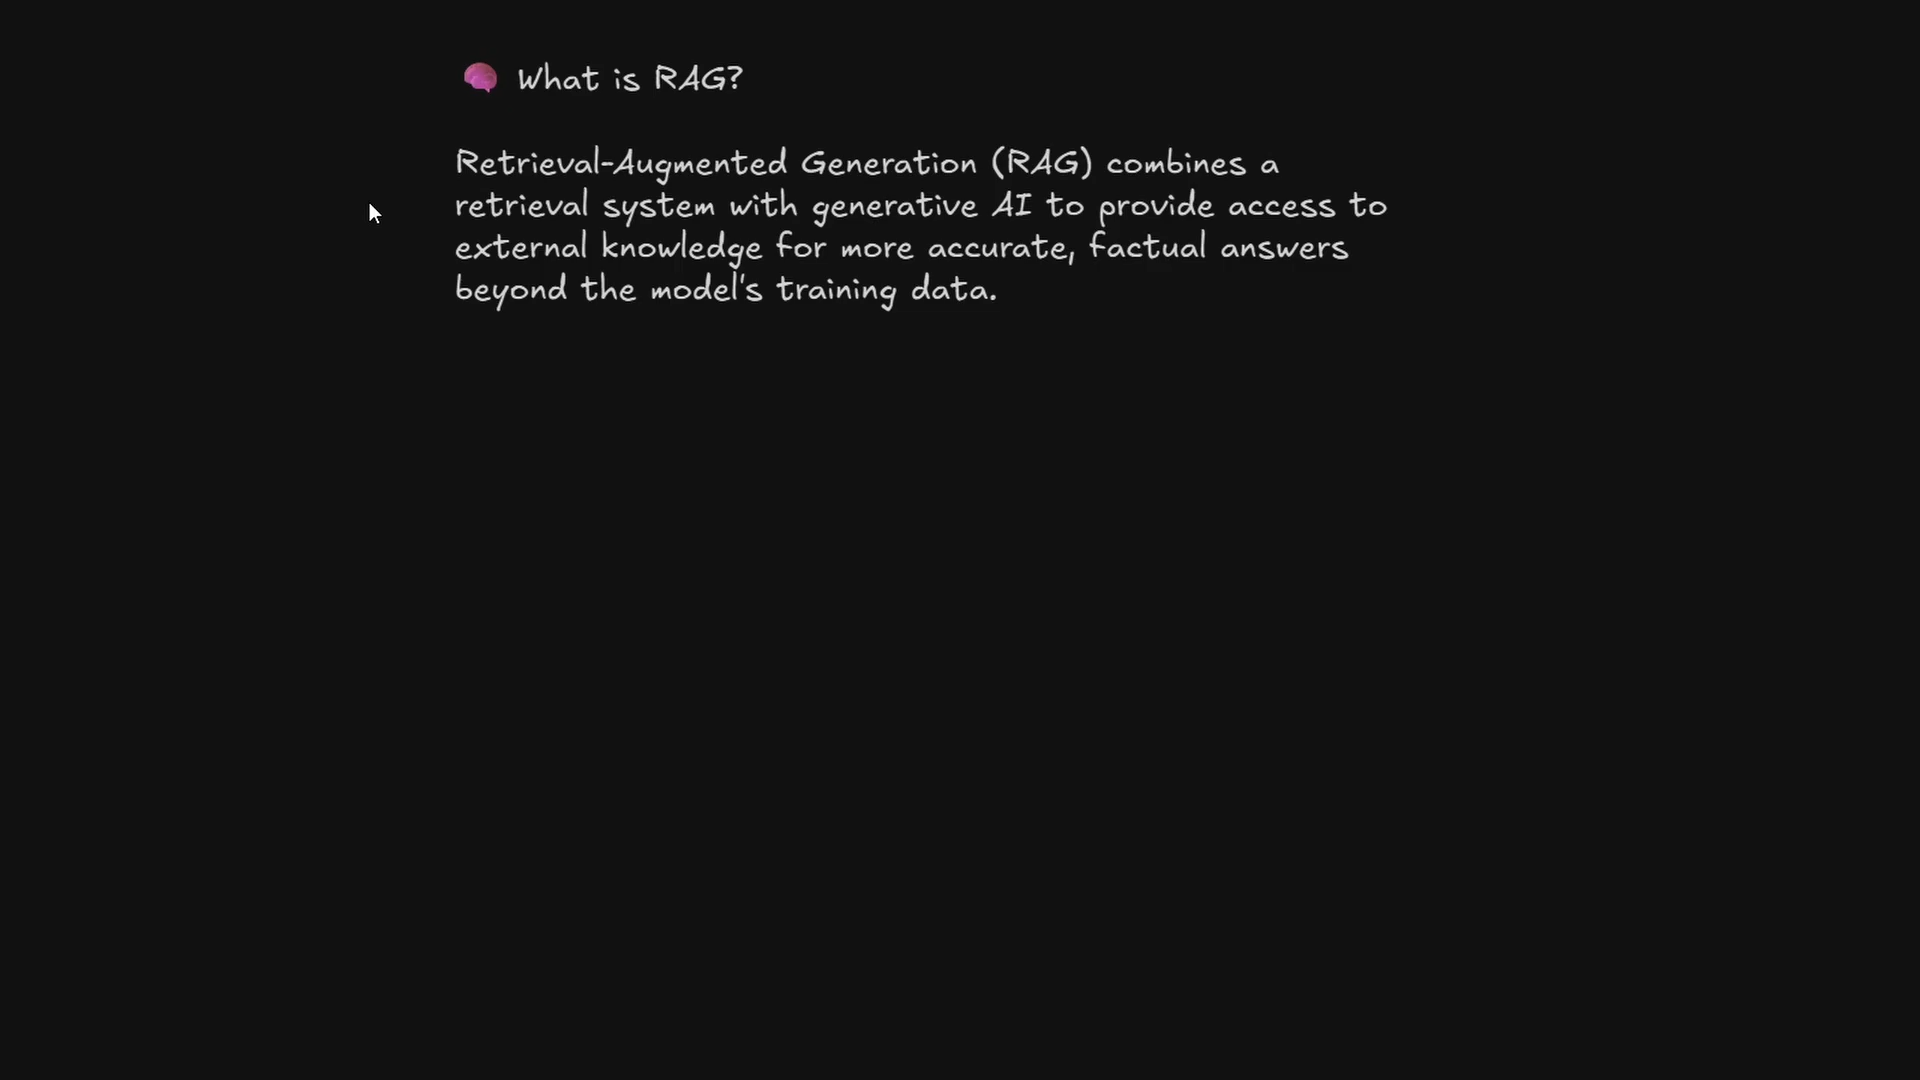 🧠 What is RAG?
Retrieval-Augmented Generation (RAG) combines a
retrieval system with generative AI to provide access to
external knowledge for more accurate, factual answers
beyond the model's training data.